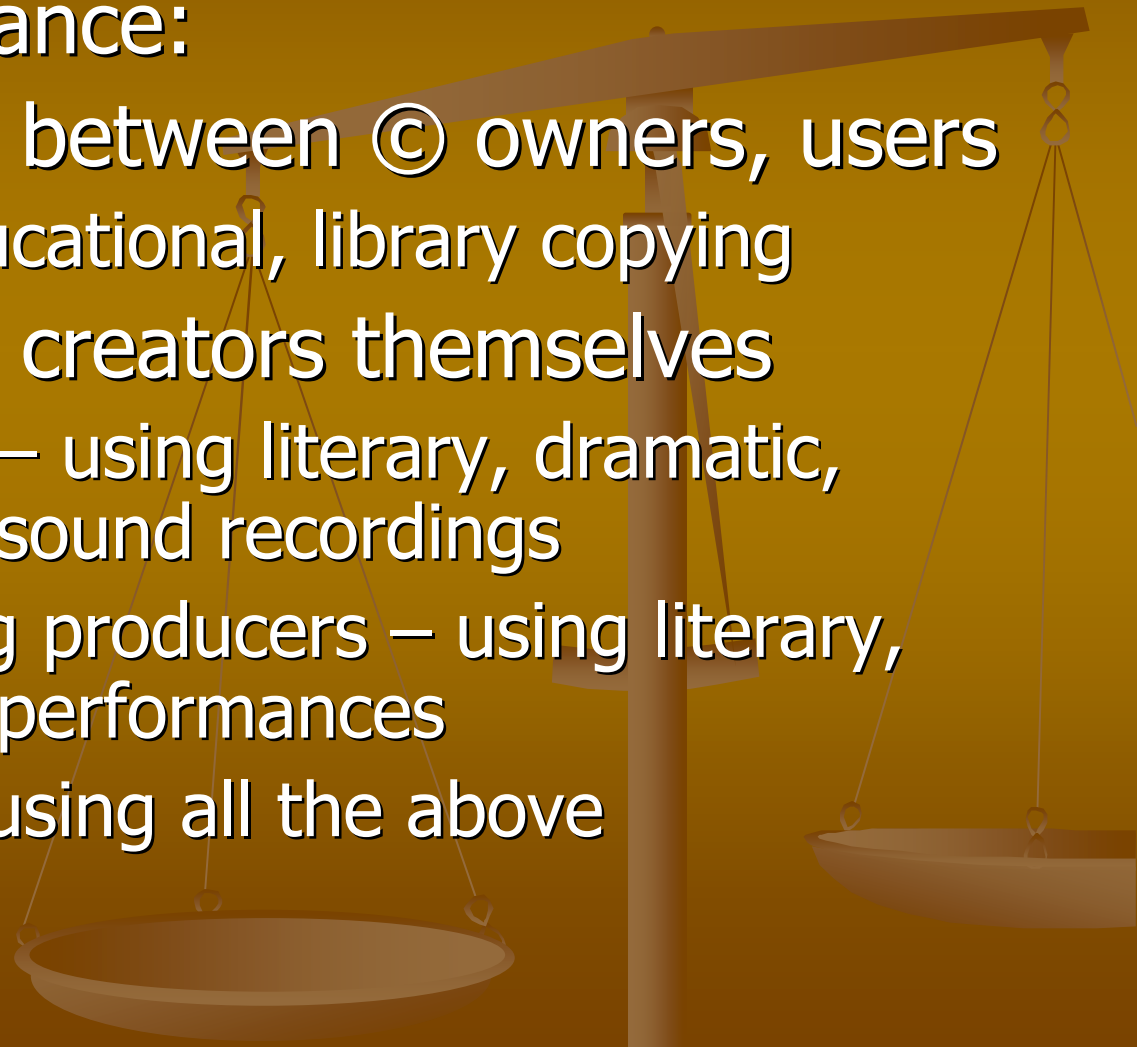 ance:
between © owners, users
ucational, library copying
creators themselves
– using literary, dramatic,
sound recordings
g producers – using literary,
performances
using all the above